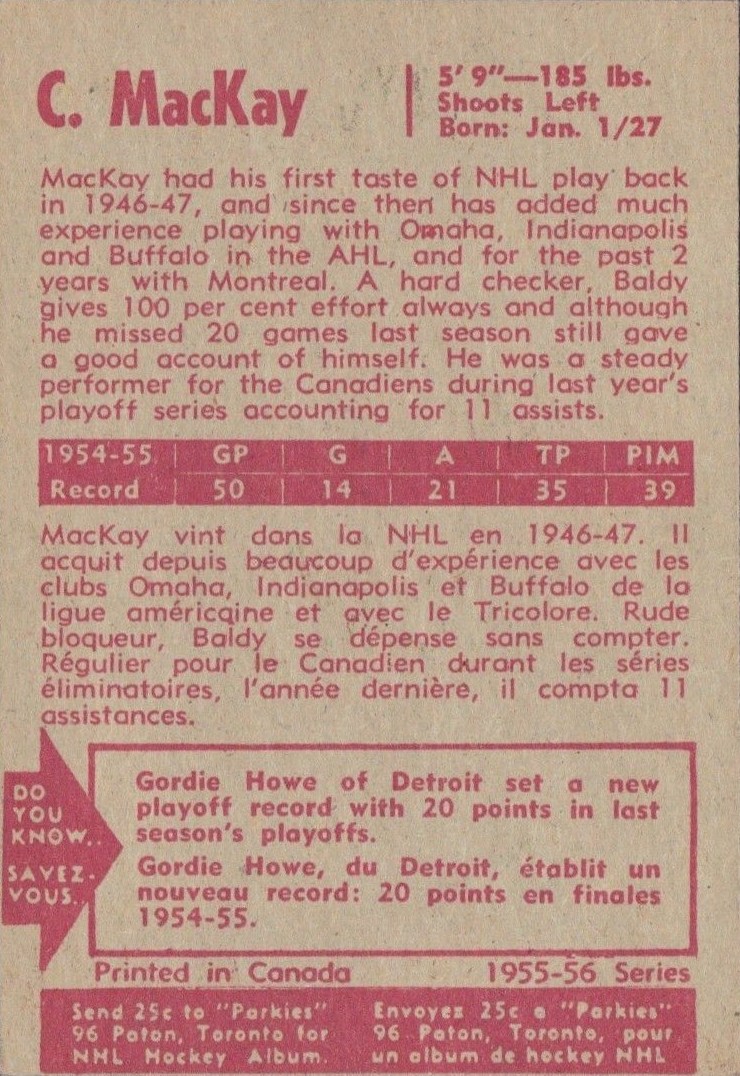 C. MacKay
5' 9"—185 lbs.
Shoots Left
Born: Jan. 1/27
MacKay had his first taste of NHL play back
in 1946-47, and since then has added much
experience playing with Omaha, Indianapolis
and Buffalo in the AHL, and for the past 2
years with Montreal. A hard checker, Baldy
gives 100 per cent effort always and although
he missed 20 games last season still gave
a good account of himself. He was a steady
performer for the Canadiens during last year's
playoff series accounting for 11 assists.
1954-55 GP G A TP PIM
Record 50 14 21 35 39
MacKay vint dans la NHL en 1946-47. Il
acquit depuis beaucoup d'expérience avec les
clubs Omaha, Indianapolis et Buffalo de la
ligue américaine et avec le Tricolore. Rude
bloqueur, Baldy se dépense sans compter.
Régulier pour le Canadien durant les séries
éliminatoires, l'année dernière, il compta 11
assistances.
DO
YOU
KNOW..
SAVEZ-
VOUS..
Gordie Howe of Detroit set a new
playoff record with 20 points in last
season's playoffs.
Gordie Howe, du Detroit, établit un
nouveau record: 20 points en finales
1954-55.
Printed in Canada
1955-56 Series
Send 25c to "Parkies"
96 Paton, Toronto for
NHL Hockey Album.
Envoyez 25c a "Parkies"
96 Paton, Toronto, pour
un album de hockey NHL